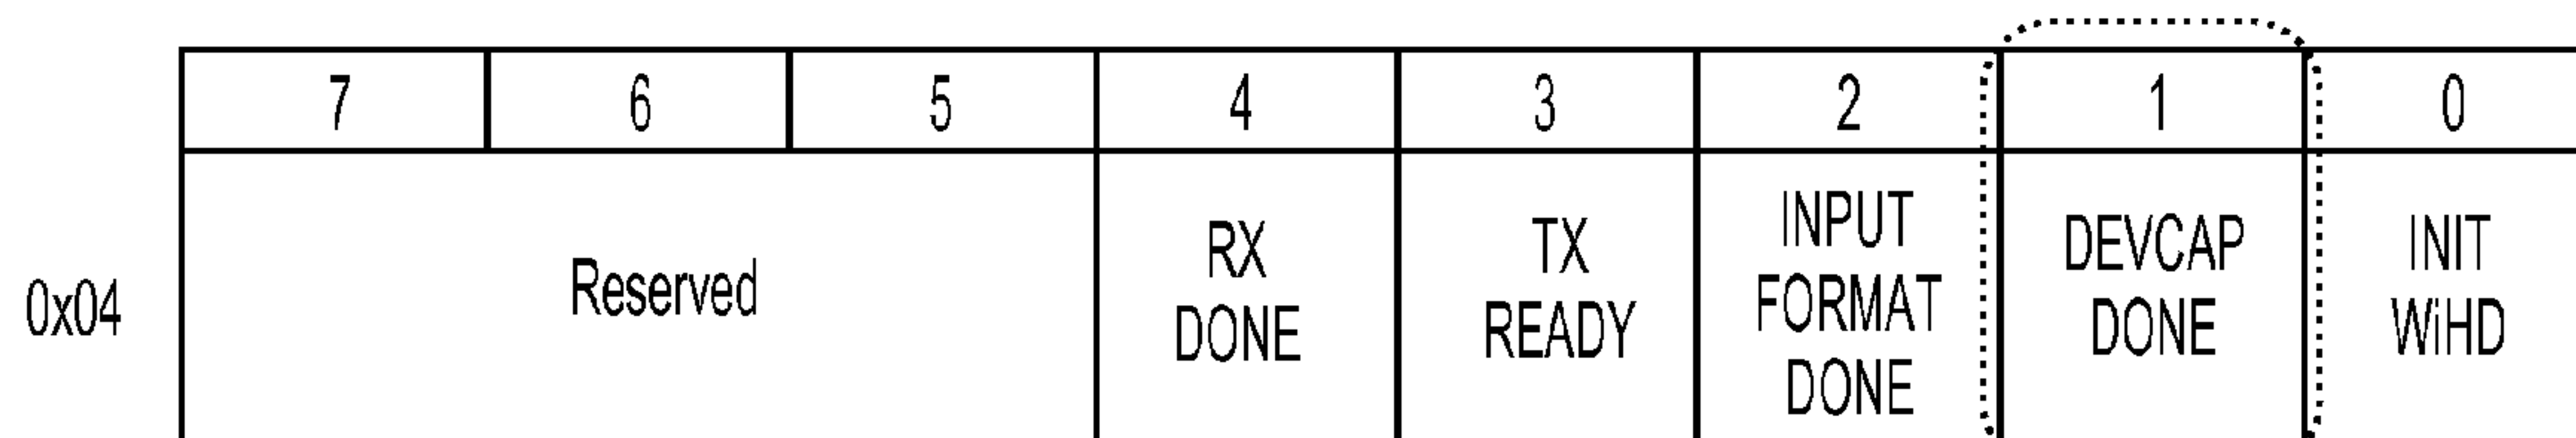 7 6 5 4 3 2 1 0
0x04
Reserved
RX
DONE
TX
READY
INPUT
FORMAT
DONE
DEVCAP
DONE
INIT
WiHD